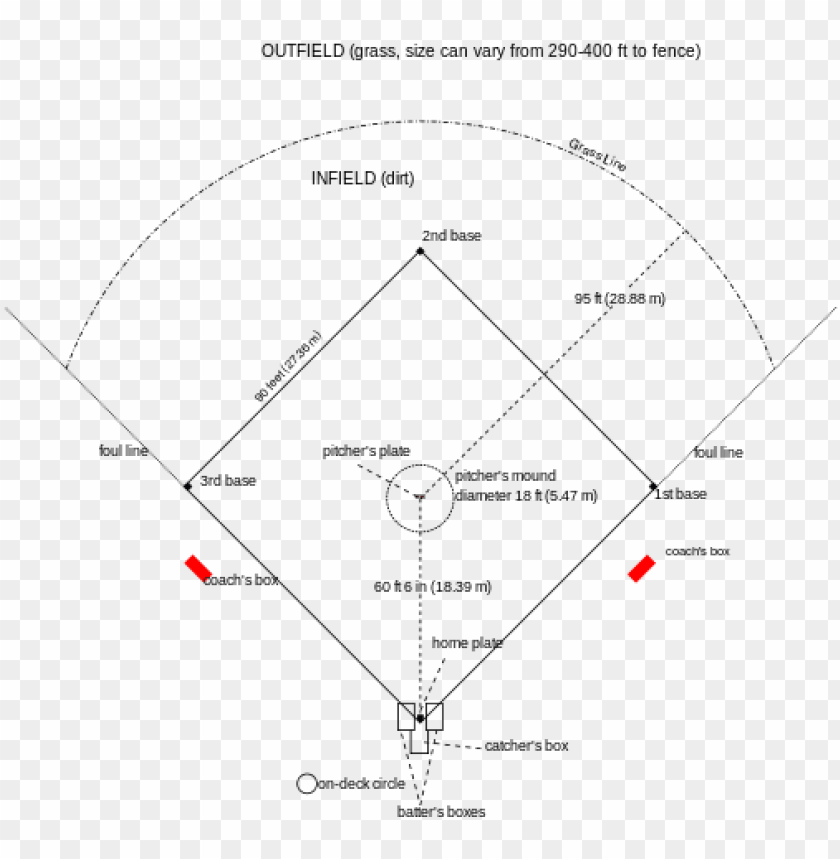 OUTFIELD (grass, size can vary from 290-400 ft to fence)
Grass Line
INFIELD (dirt)
2nd base
95 ft (28.88 m)
90 feet (27.36 m)
foul line
pitcher's plate
foul line
3rd base
pitcher's mound
diameter 18 ft (5.47 m)
1st base
coach's box
coach's box
60 ft 6 in (18.39 m)
home plate
catcher's box
on-deck circle
batter's boxes